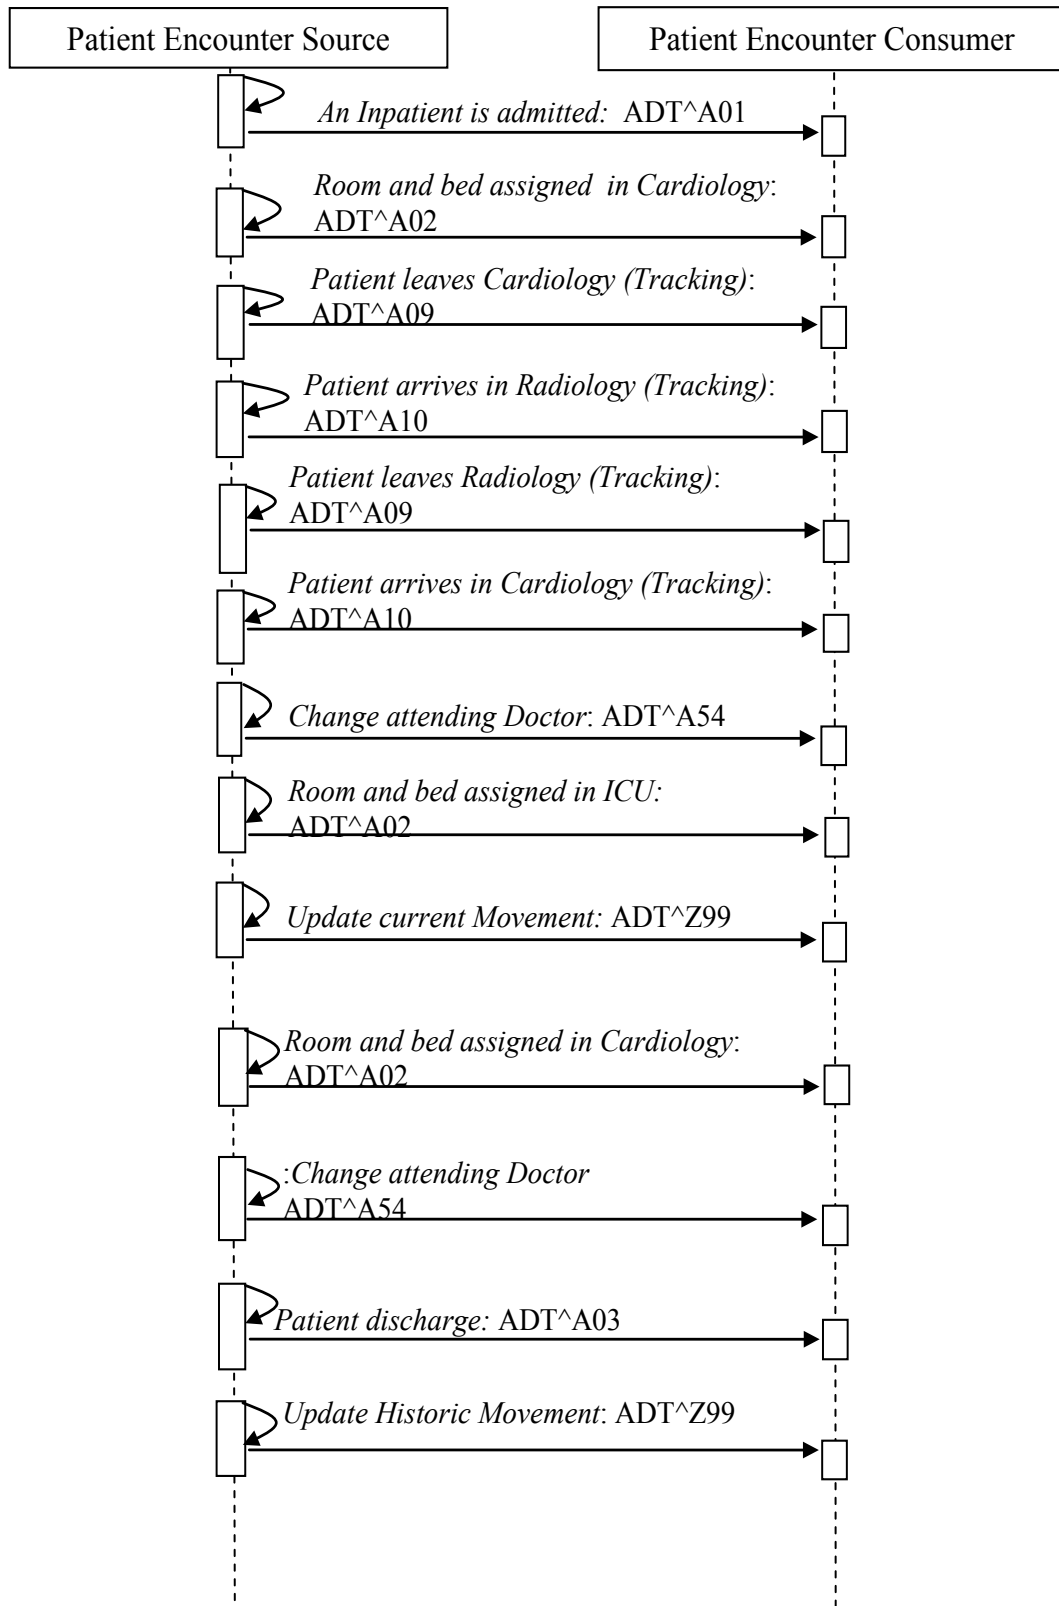 Patient Encounter Source
Patient Encounter Consumer
An Inpatient is admitted: ADT^A01
Room and bed assigned in Cardiology:
ADT^A02
Patient leaves Cardiology (Tracking):
ADT^A09
Patient arrives in Radiology (Tracking):
ADT^A10
Patient leaves Radiology (Tracking):
ADT^A09
Patient arrives in Cardiology (Tracking):
ADT^A10
Change attending Doctor: ADT^A54
Room and bed assigned in ICU:
ADT^A02
Update current Movement: ADT^Z99
Room and bed assigned in Cardiology:
ADT^A02
:Change attending Doctor
ADT^A54
Patient discharge: ADT^A03
Update Historic Movement: ADT^Z99